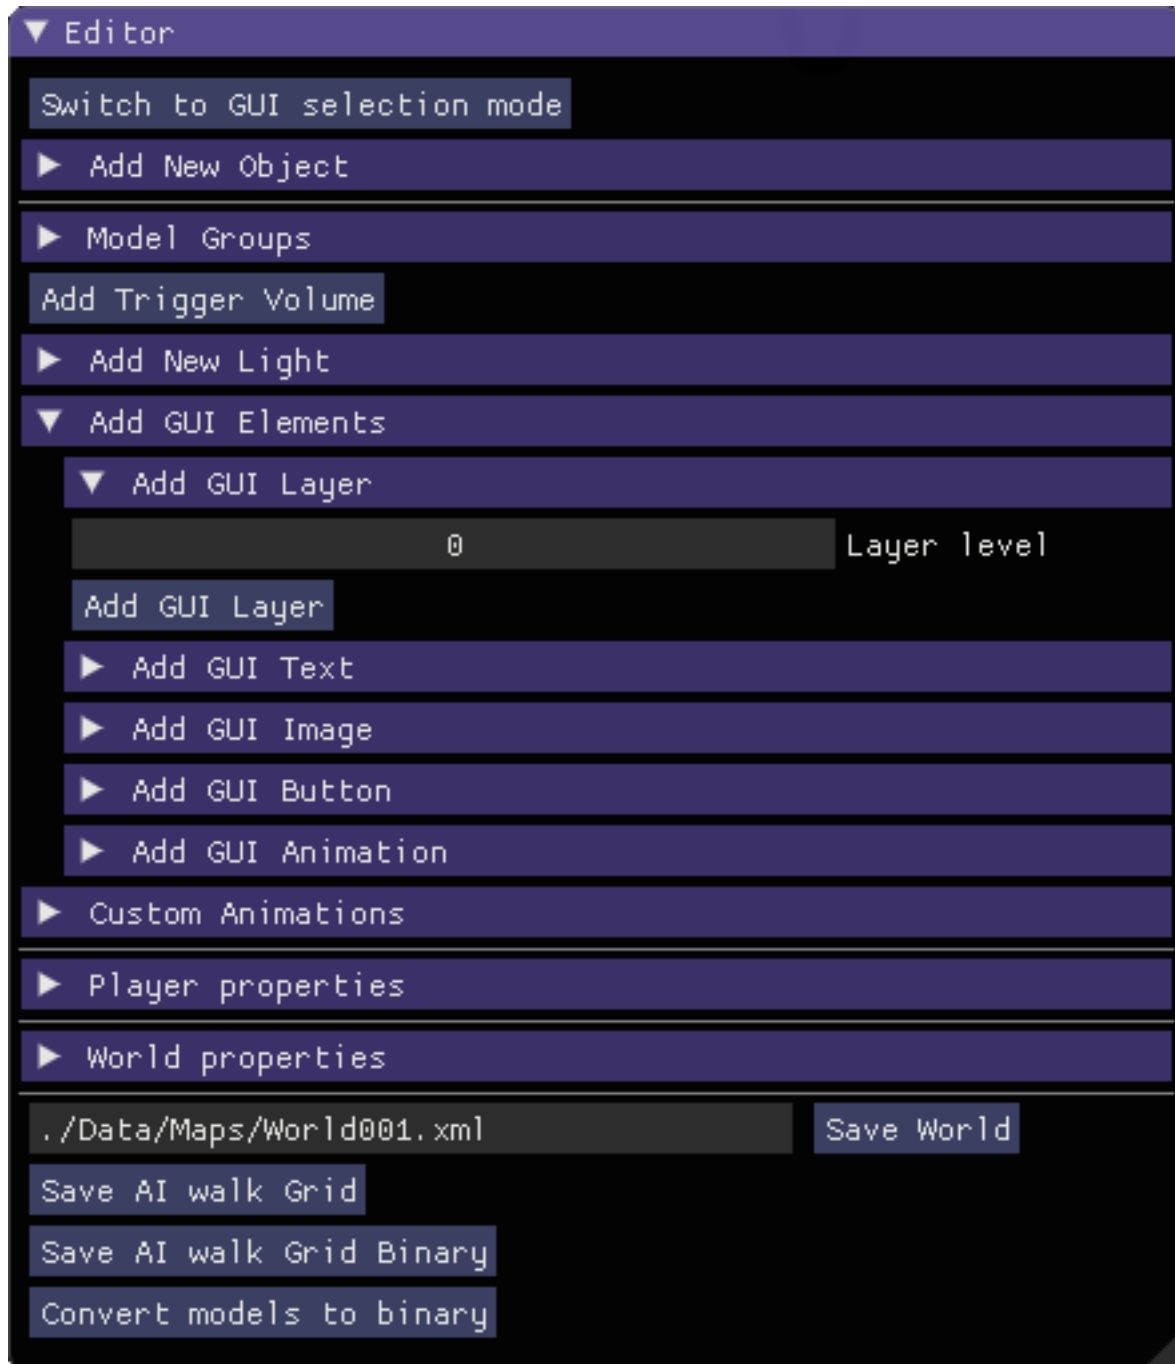 Editor
Switch to GUI selection mode
Add New Object
Model Groups
Add Trigger Volume
Add New Light
Add GUI Elements
Add GUI Layer
0 Layer level
Add GUI Layer
Add GUI Text
Add GUI Image
Add GUI Button
Add GUI Animation
Custom Animations
Player properties
World properties
./Data/Maps/World001.xml Save World
Save AI walk Grid
Save AI walk Grid Binary
Convert models to binary